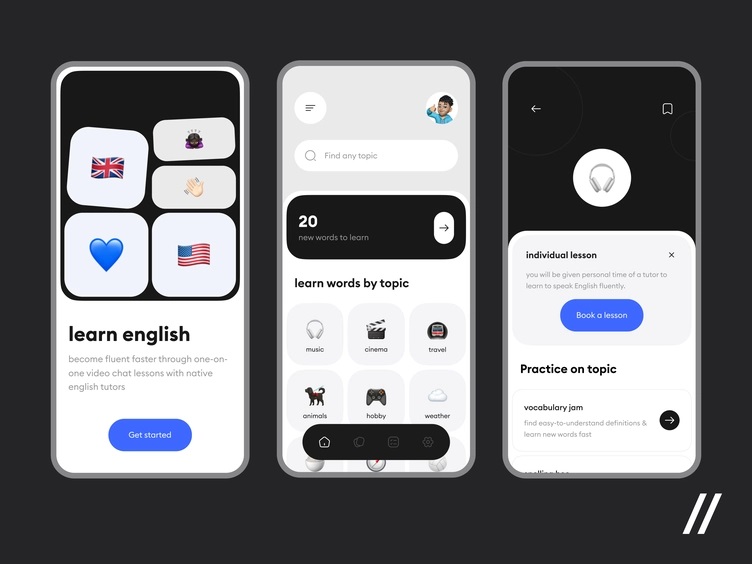 learn english
become fluent faster through one-on-
one video chat lessons with native
english tutors
Get started
Find any topic
20
new words to learn
learn words by topic
music
cinema
travel
animals
hobby
weather
individual lesson
you will be given personal time of a tutor to
learn to speak English fluently.
Book a lesson
Practice on topic
vocabulary jam
find easy-to-understand definitions &
learn new words fast